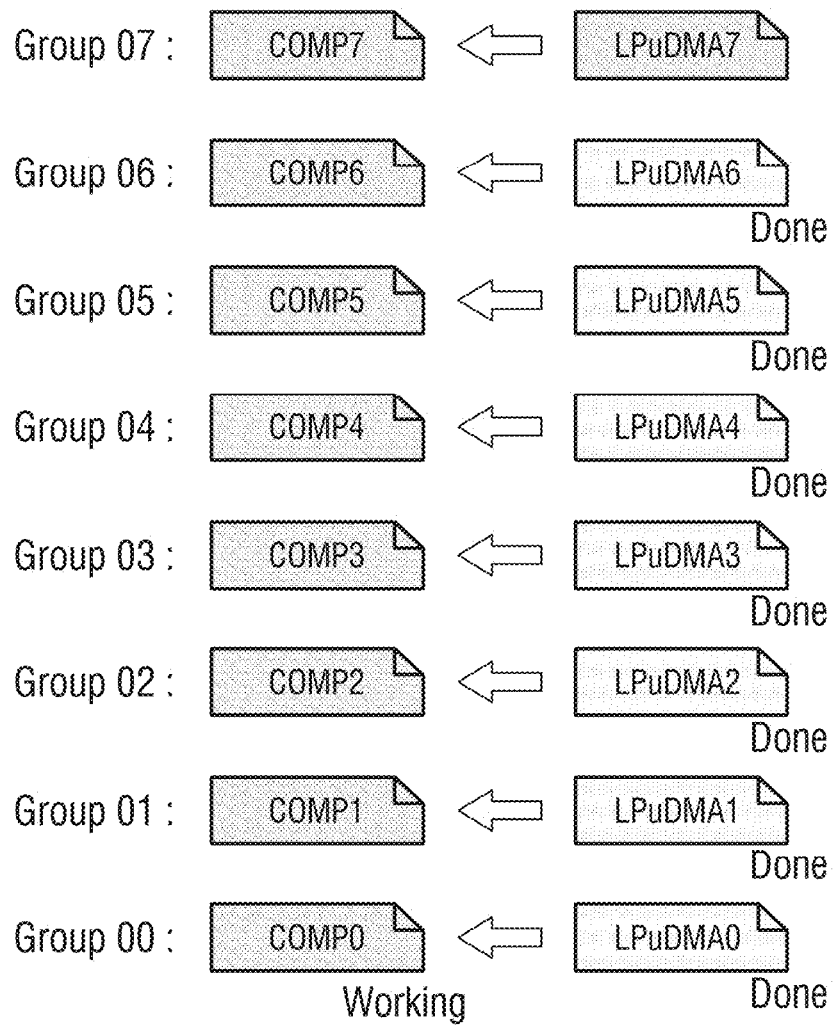 Group 07 : COMP7 LPuDMA7
Group 06 : COMP6 LPuDMA6
Done
Group 05 : COMP5 LPuDMA5
Done
Group 04 : COMP4 LPuDMA4
Done
Group 03 : COMP3 LPuDMA3
Done
Group 02 : COMP2 LPuDMA2
Done
Group 01 : COMP1 LPuDMA1
Done
Group 00 : COMP0 LPuDMA0
Working Done